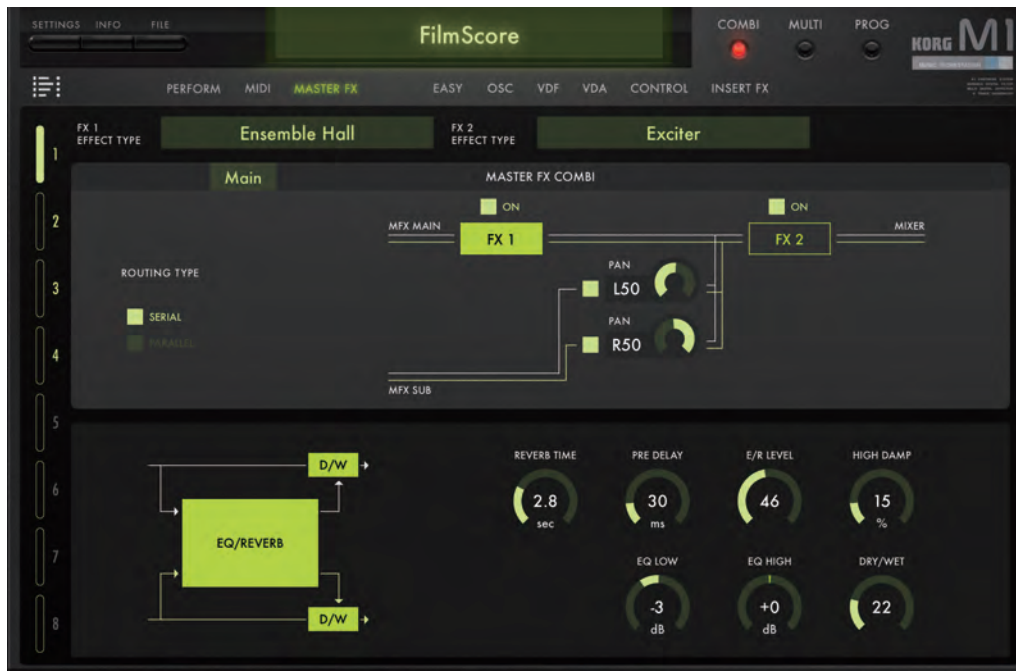 SETTINGS INFO FILE
FilmScore
COMBI MULTI PROG
KORG M1
PERFORM MIDI MASTER FX EASY OSC VDF VDA CONTROL INSERT FX
FX 1 EFFECT TYPE
Ensemble Hall
FX 2 EFFECT TYPE
Exciter
1
2
3
4
5
6
7
8
Main
MASTER FX COMBI
ON
ON
MFX MAIN
FX 1
FX 2
MIXER
ROUTING TYPE
SERIAL
PARALLEL
PAN
L50
PAN
R50
MFX SUB
D/W
EQ/REVERB
D/W
REVERB TIME PRE DELAY E/R LEVEL HIGH DAMP
2.8 30 46 15
sec ms %
EQ LOW EQ HIGH DRY/WET
-3 +0 22
dB dB